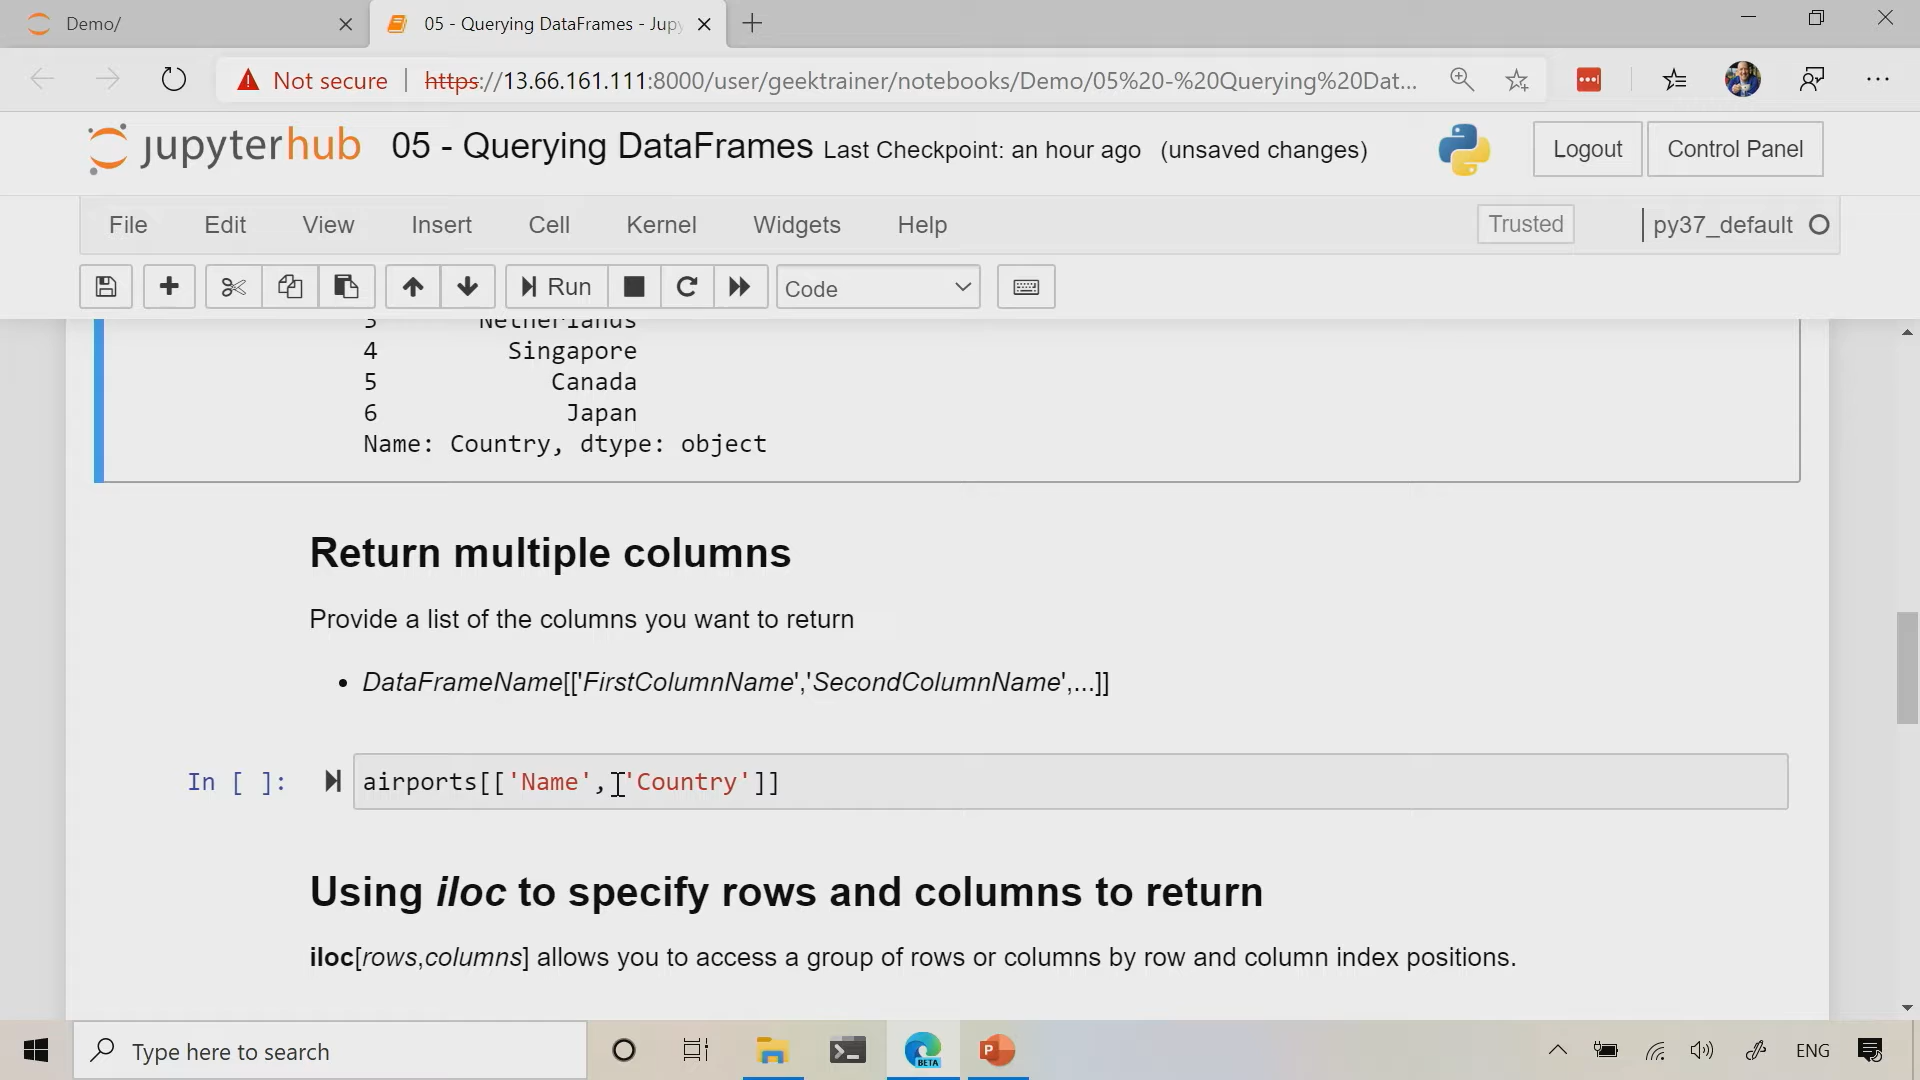 Demo/
05 - Querying DataFrames - Jupy
Not secure
https://13.66.161.111:8000/user/geektrainer/notebooks/Demo/05%20-%20Querying%20Dat...
jupyterhub
05 - Querying DataFrames Last Checkpoint: an hour ago (unsaved changes)
Logout
Control Panel
File Edit View Insert Cell Kernel Widgets Help
Trusted
py37_default
Run
Code
3 Netherlands
4 Singapore
5 Canada
6 Japan
Name: Country, dtype: object
Return multiple columns
Provide a list of the columns you want to return
• DataFrameName[['FirstColumnName','SecondColumnName',...]]
In [ ]: airports[['Name', 'Country']]
Using iloc to specify rows and columns to return
iloc[rows,columns] allows you to access a group of rows or columns by row and column index positions.
Type here to search
BETA
P
ENG